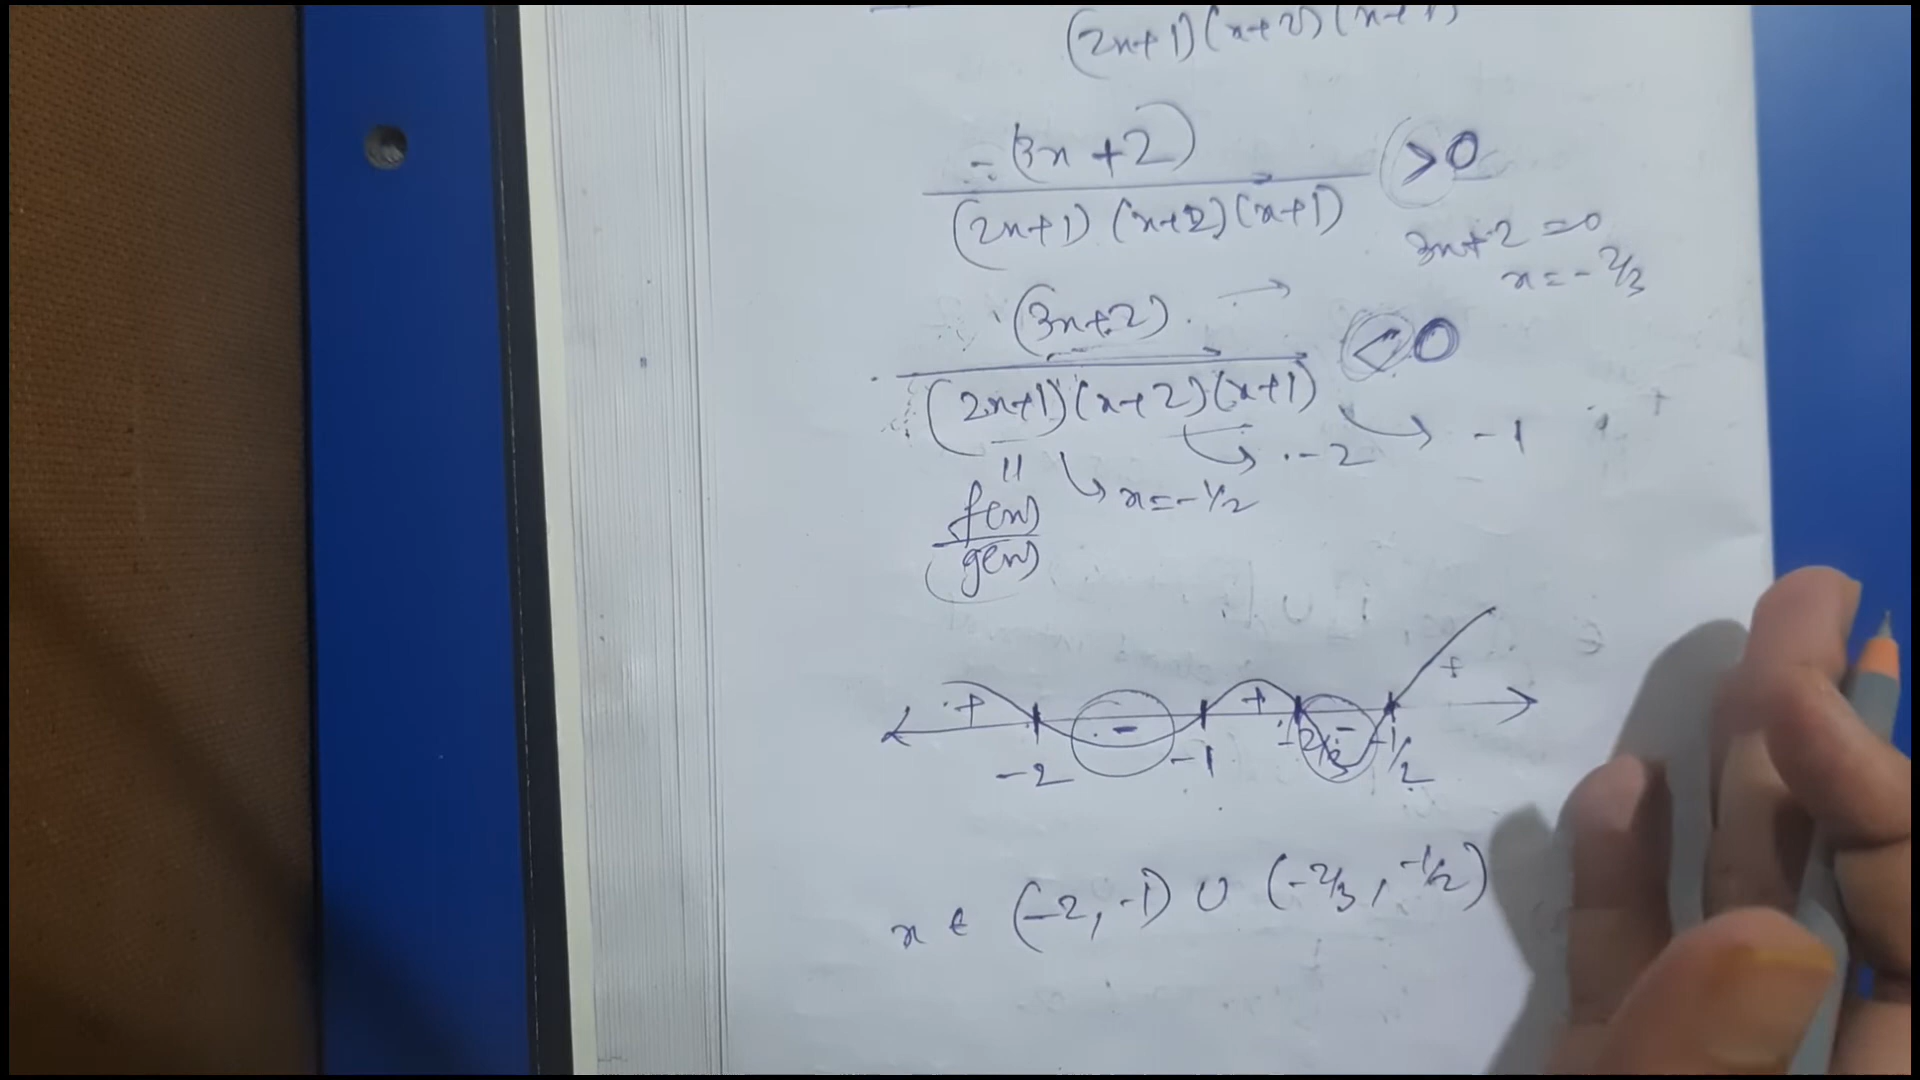 (2x+1)(x+2)(x+1)
-(3x+2)
(2x+1)(x+2)(x+1)
>0
3x+2=0
x=-2/3
(3x+2)
(2x+1)(x+2)(x+1)
<0
-1
-2
x=-1/2
11
f(x)
g(x)
+ - + - +
-2 -1 -2/3 -1/2
x ∈ (-2,-1) ∪ (-2/3, -1/2)